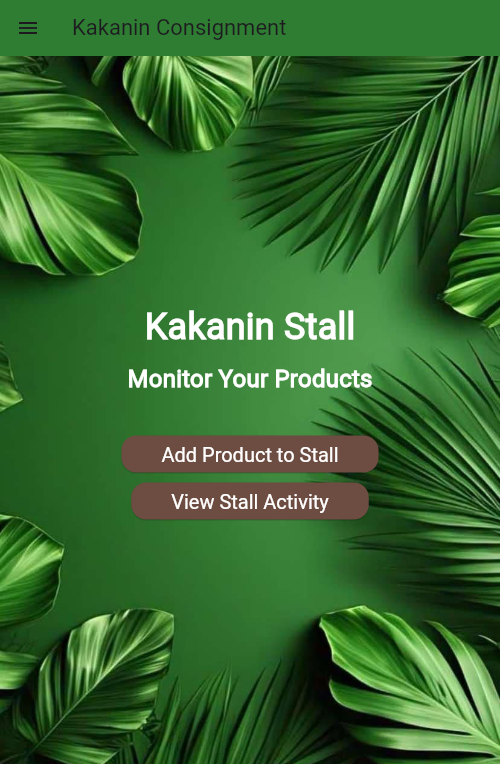 Kakanin Consignment
Kakanin Stall
Monitor Your Products
Add Product to Stall
View Stall Activity